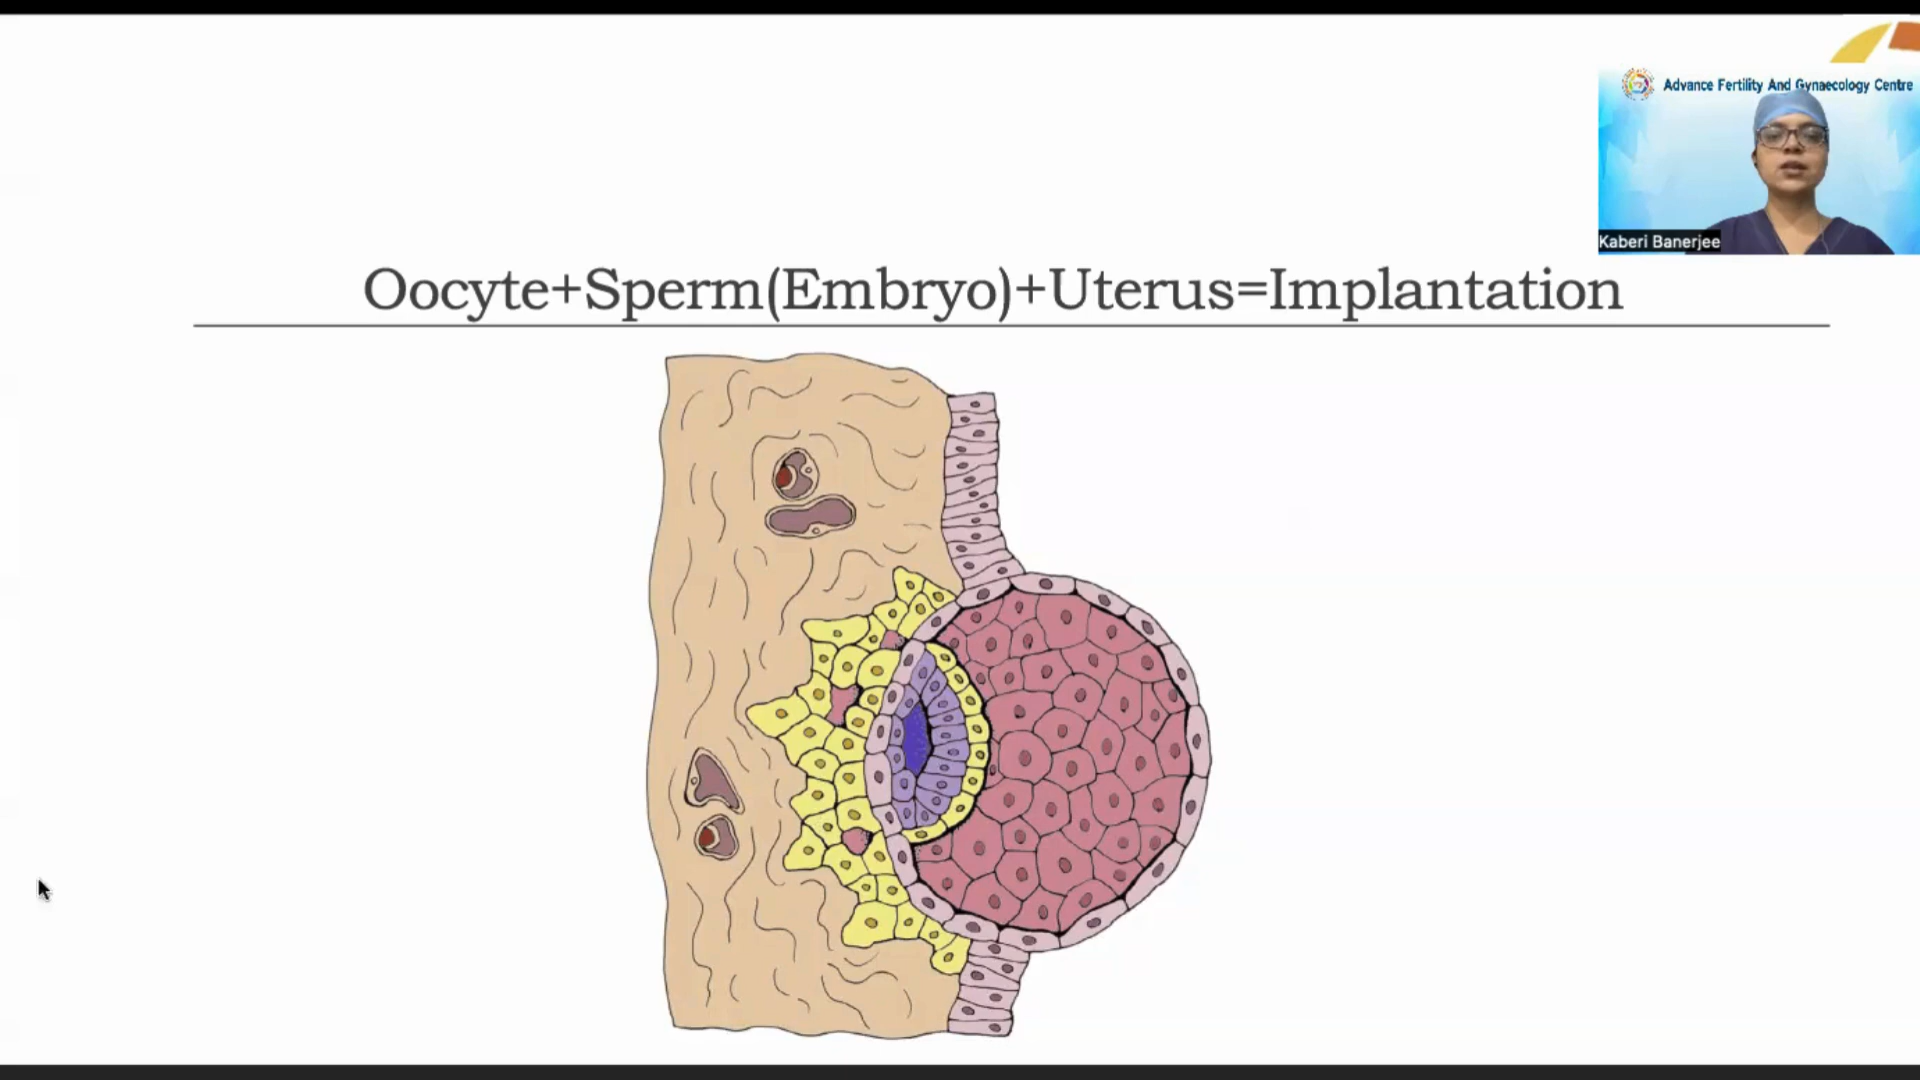 Advance Fertility And Gynaecology Centre
Kaberi Banerjee
Oocyte+Sperm(Embryo)+Uterus=Implantation